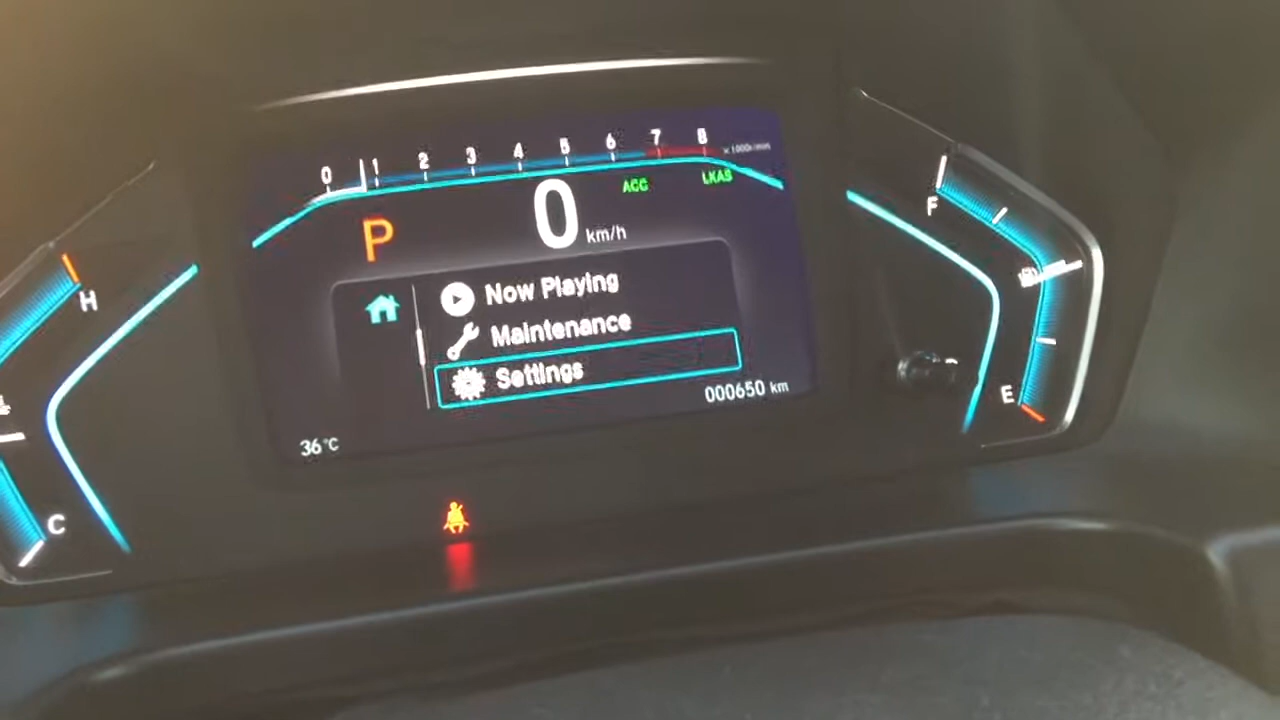 0 1 2 3 4 5 6 7 8 ×1000r/min
ACC LKAS
P 0 km/h
Now Playing
Maintenance
Settings
000650 km
36°C
H
C
F
E